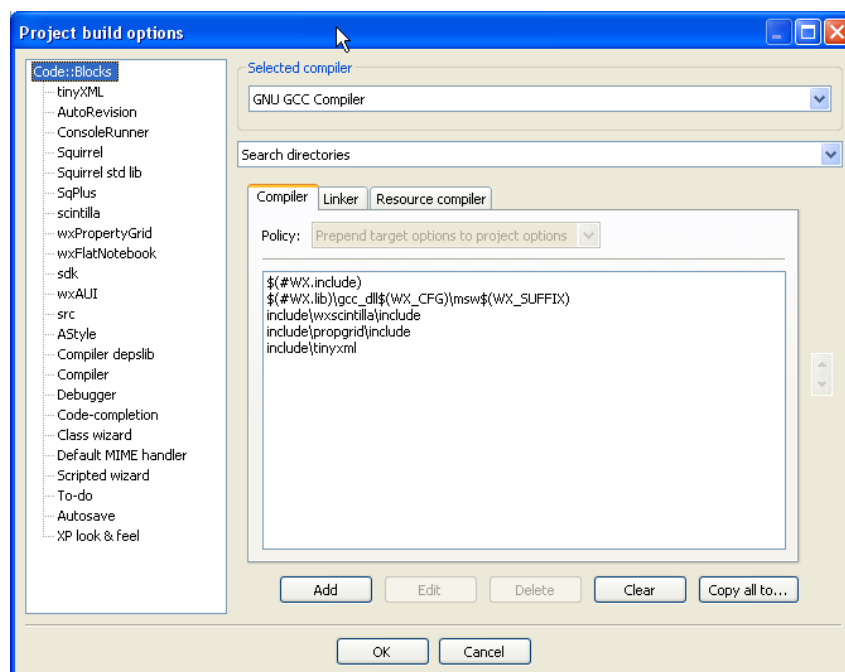 Project build options
Code::Blocks
tinyXML
AutoRevision
ConsoleRunner
Squirrel
Squirrel std lib
SqPlus
scintilla
wxPropertyGrid
wxFlatNotebook
sdk
wxAUI
src
AStyle
Compiler depslib
Compiler
Debugger
Code-completion
Class wizard
Default MIME handler
Scripted wizard
To-do
Autosave
XP look & feel
Selected compiler
GNU GCC Compiler
Search directories
Compiler Linker Resource compiler
Policy: Prepend target options to project options
$(#WX.include)
$(#WX.lib)\gcc_dll$(WX_CFG)\msw$(WX_SUFFIX)
include\wxscintilla\include
include\propgrid\include
include\tinyxml
Add Edit Delete Clear Copy all to...
OK Cancel